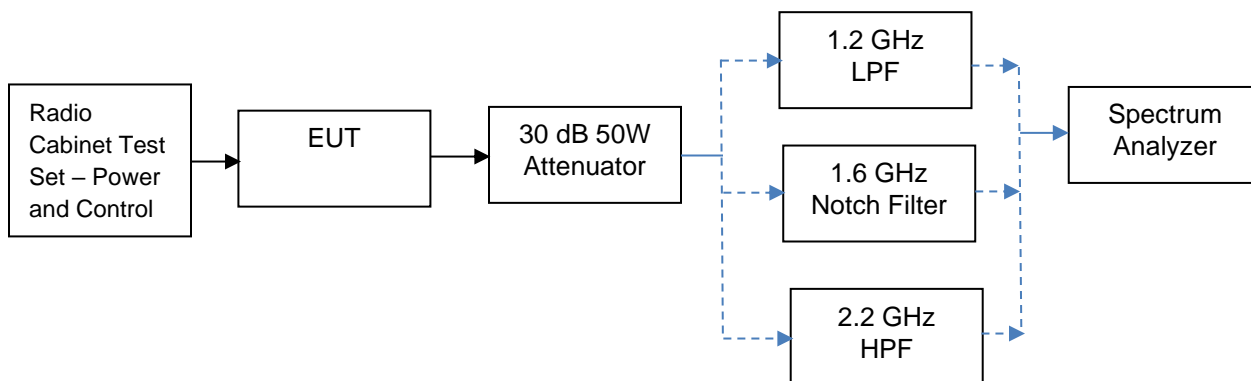 Radio
Cabinet Test
Set – Power
and Control
EUT
30 dB 50W
Attenuator
1.2 GHz
LPF
1.6 GHz
Notch Filter
2.2 GHz
HPF
Spectrum
Analyzer